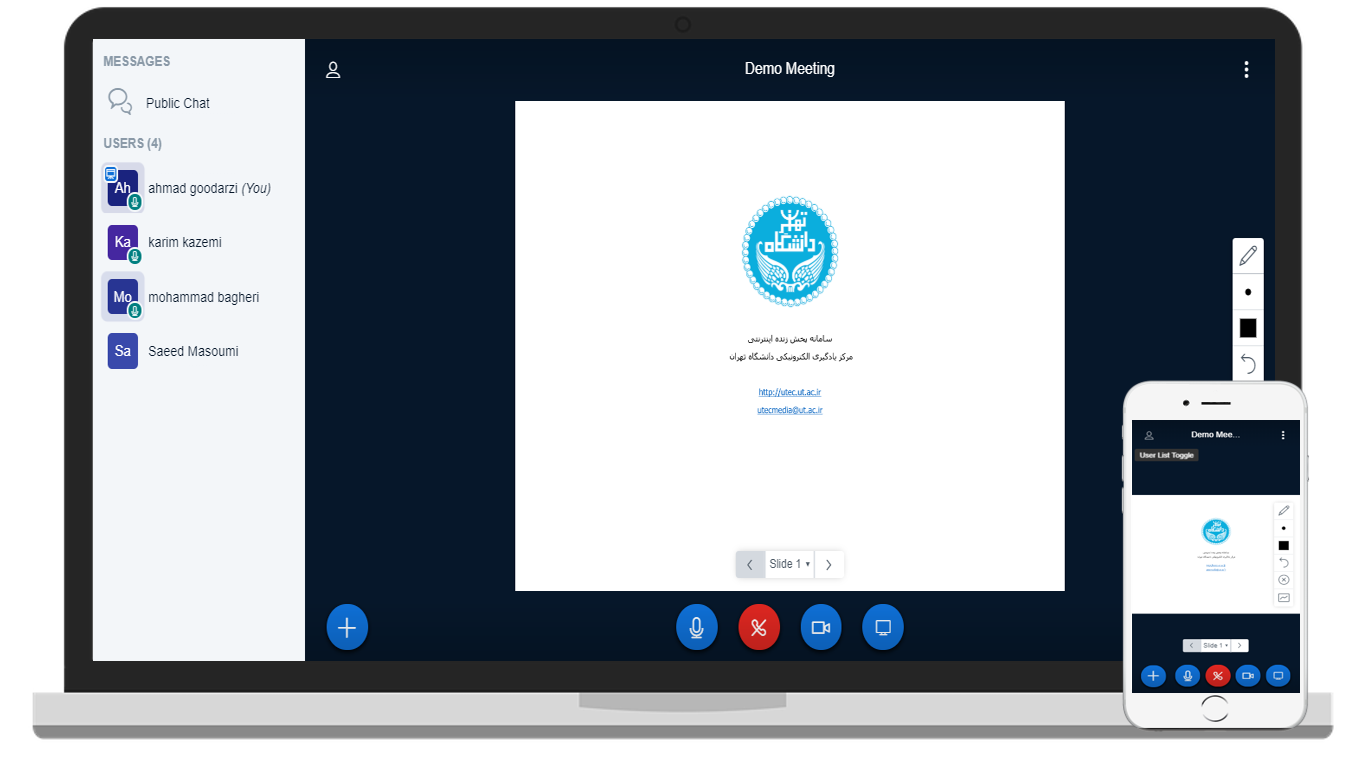 MESSAGES
Public Chat
USERS (4)
Ah
ahmad goodarzi (You)
Ka
karim kazemi
Mo
mohammad bagheri
Sa
Saeed Masoumi
Demo Meeting
دانشگاه
تهران
سامانه پخش زنده اینترنتی
مرکز یادگیری الکترونیکی دانشگاه تهران
http://utec.ut.ac.ir
utecmedia@ut.ac.ir
Slide 1
Demo Mee...
User List Toggle
Slide 1